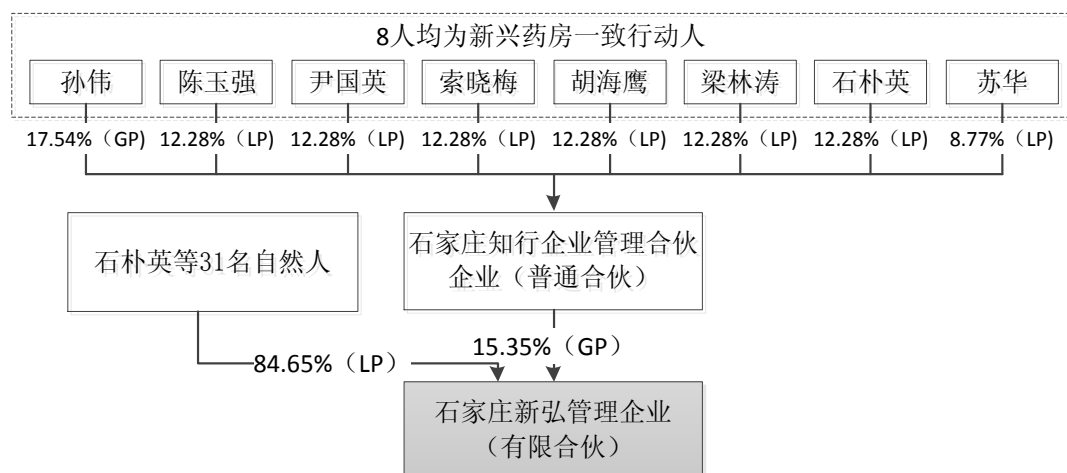 8人均为新兴药房一致行动人
孙伟
陈玉强
尹国英
索晓梅
胡海鹰
梁林涛
石朴英
苏华
17.54%（GP)
12.28%（LP)
12.28%（LP)
12.28%（LP)
12.28%（LP)
12.28%（LP)
12.28%（LP)
8.77%（LP)
石朴英等31名自然人
石家庄知行企业管理合伙
企业（普通合伙）
84.65%（LP）
15.35%（GP）
石家庄新弘管理企业
（有限合伙）